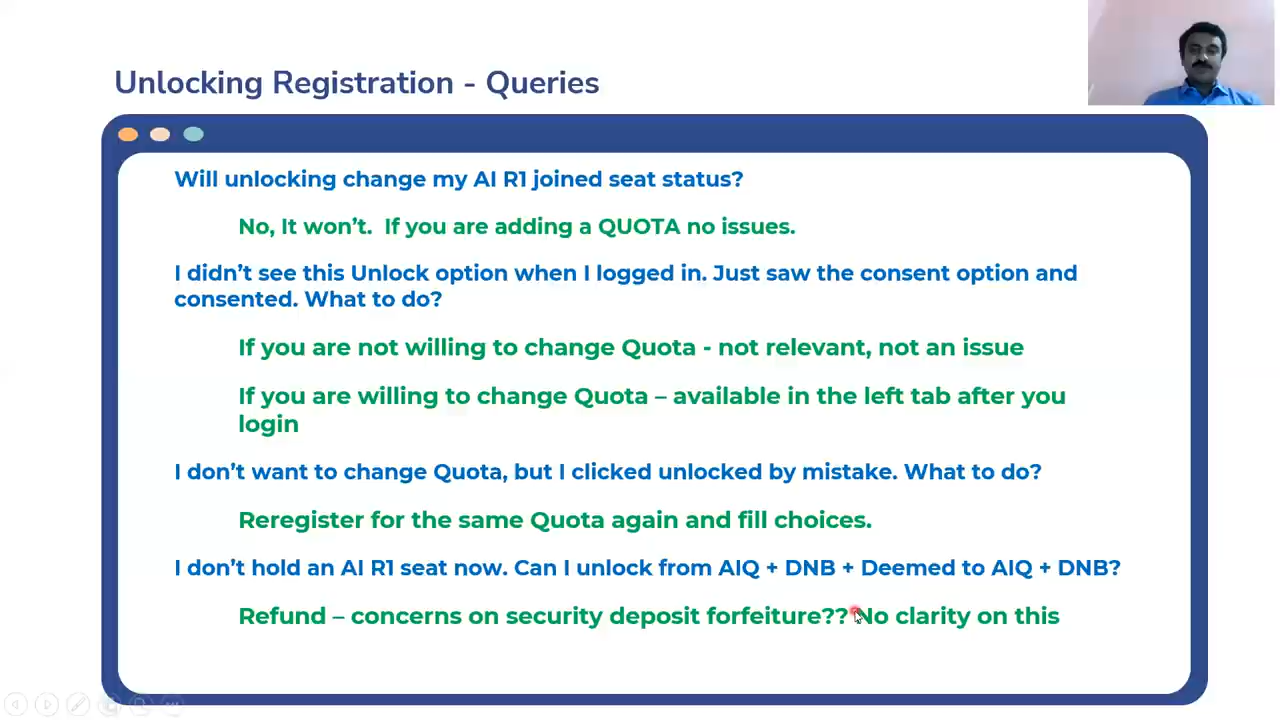 Unlocking Registration - Queries
Will unlocking change my AI R1 joined seat status?
No, It won't.  If you are adding a QUOTA no issues.
I didn't see this Unlock option when I logged in. Just saw the consent option and
consented. What to do?
If you are not willing to change Quota - not relevant, not an issue
If you are willing to change Quota – available in the left tab after you
login
I don't want to change Quota, but I clicked unlocked by mistake. What to do?
Reregister for the same Quota again and fill choices.
I don't hold an AI R1 seat now. Can I unlock from AIQ + DNB + Deemed to AIQ + DNB?
Refund – concerns on security deposit forfeiture?? No clarity on this